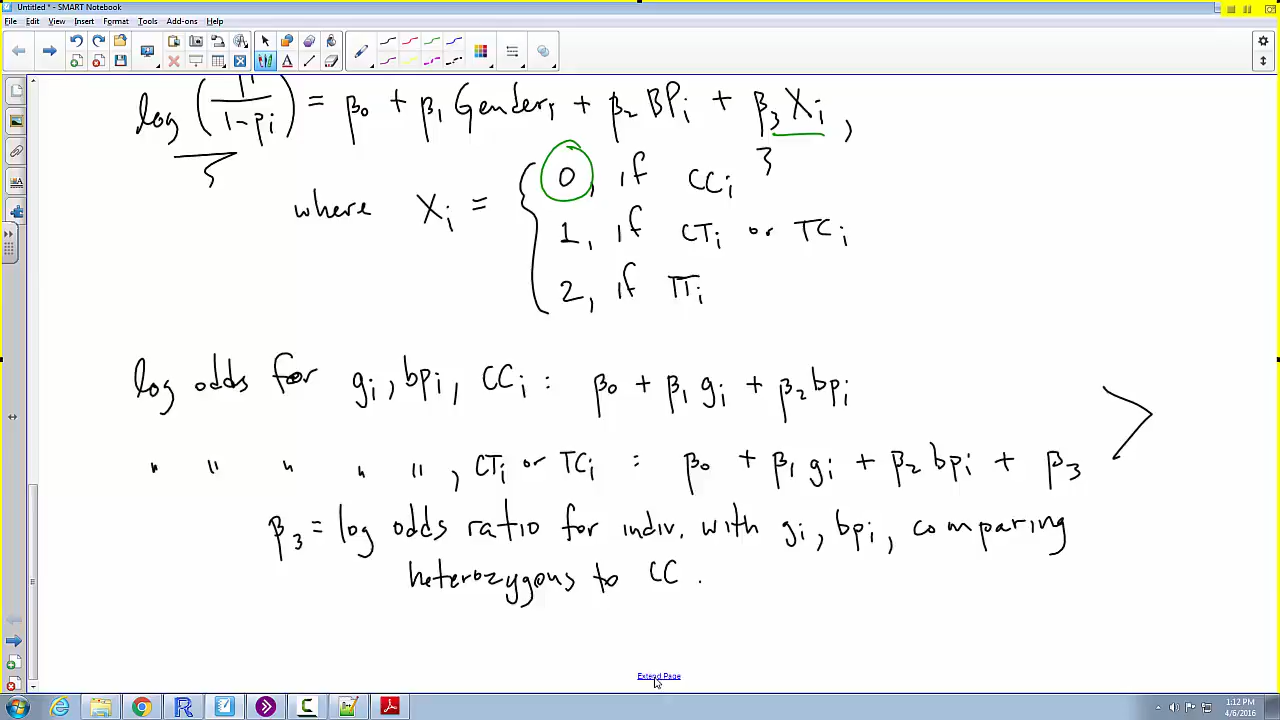 Untitled * - SMART Notebook
File Edit View Insert Format Tools Add-ons Help
log (pi / 1-pi) = β0 + β1 Genderi + β2 BPi + β3 Xi ,
where Xi = { 0, if CCi
1, if CTi or TCi
2, if TTi
log odds for gi, bpi, CCi : β0 + β1 gi + β2 bpi
" " " " " , CTi or TCi : β0 + β1 gi + β2 bpi + β3
β3 = log odds ratio for indiv. with gi, bpi, comparing
heterozygous to CC .
Extend Page
1:12 PM
4/6/2016